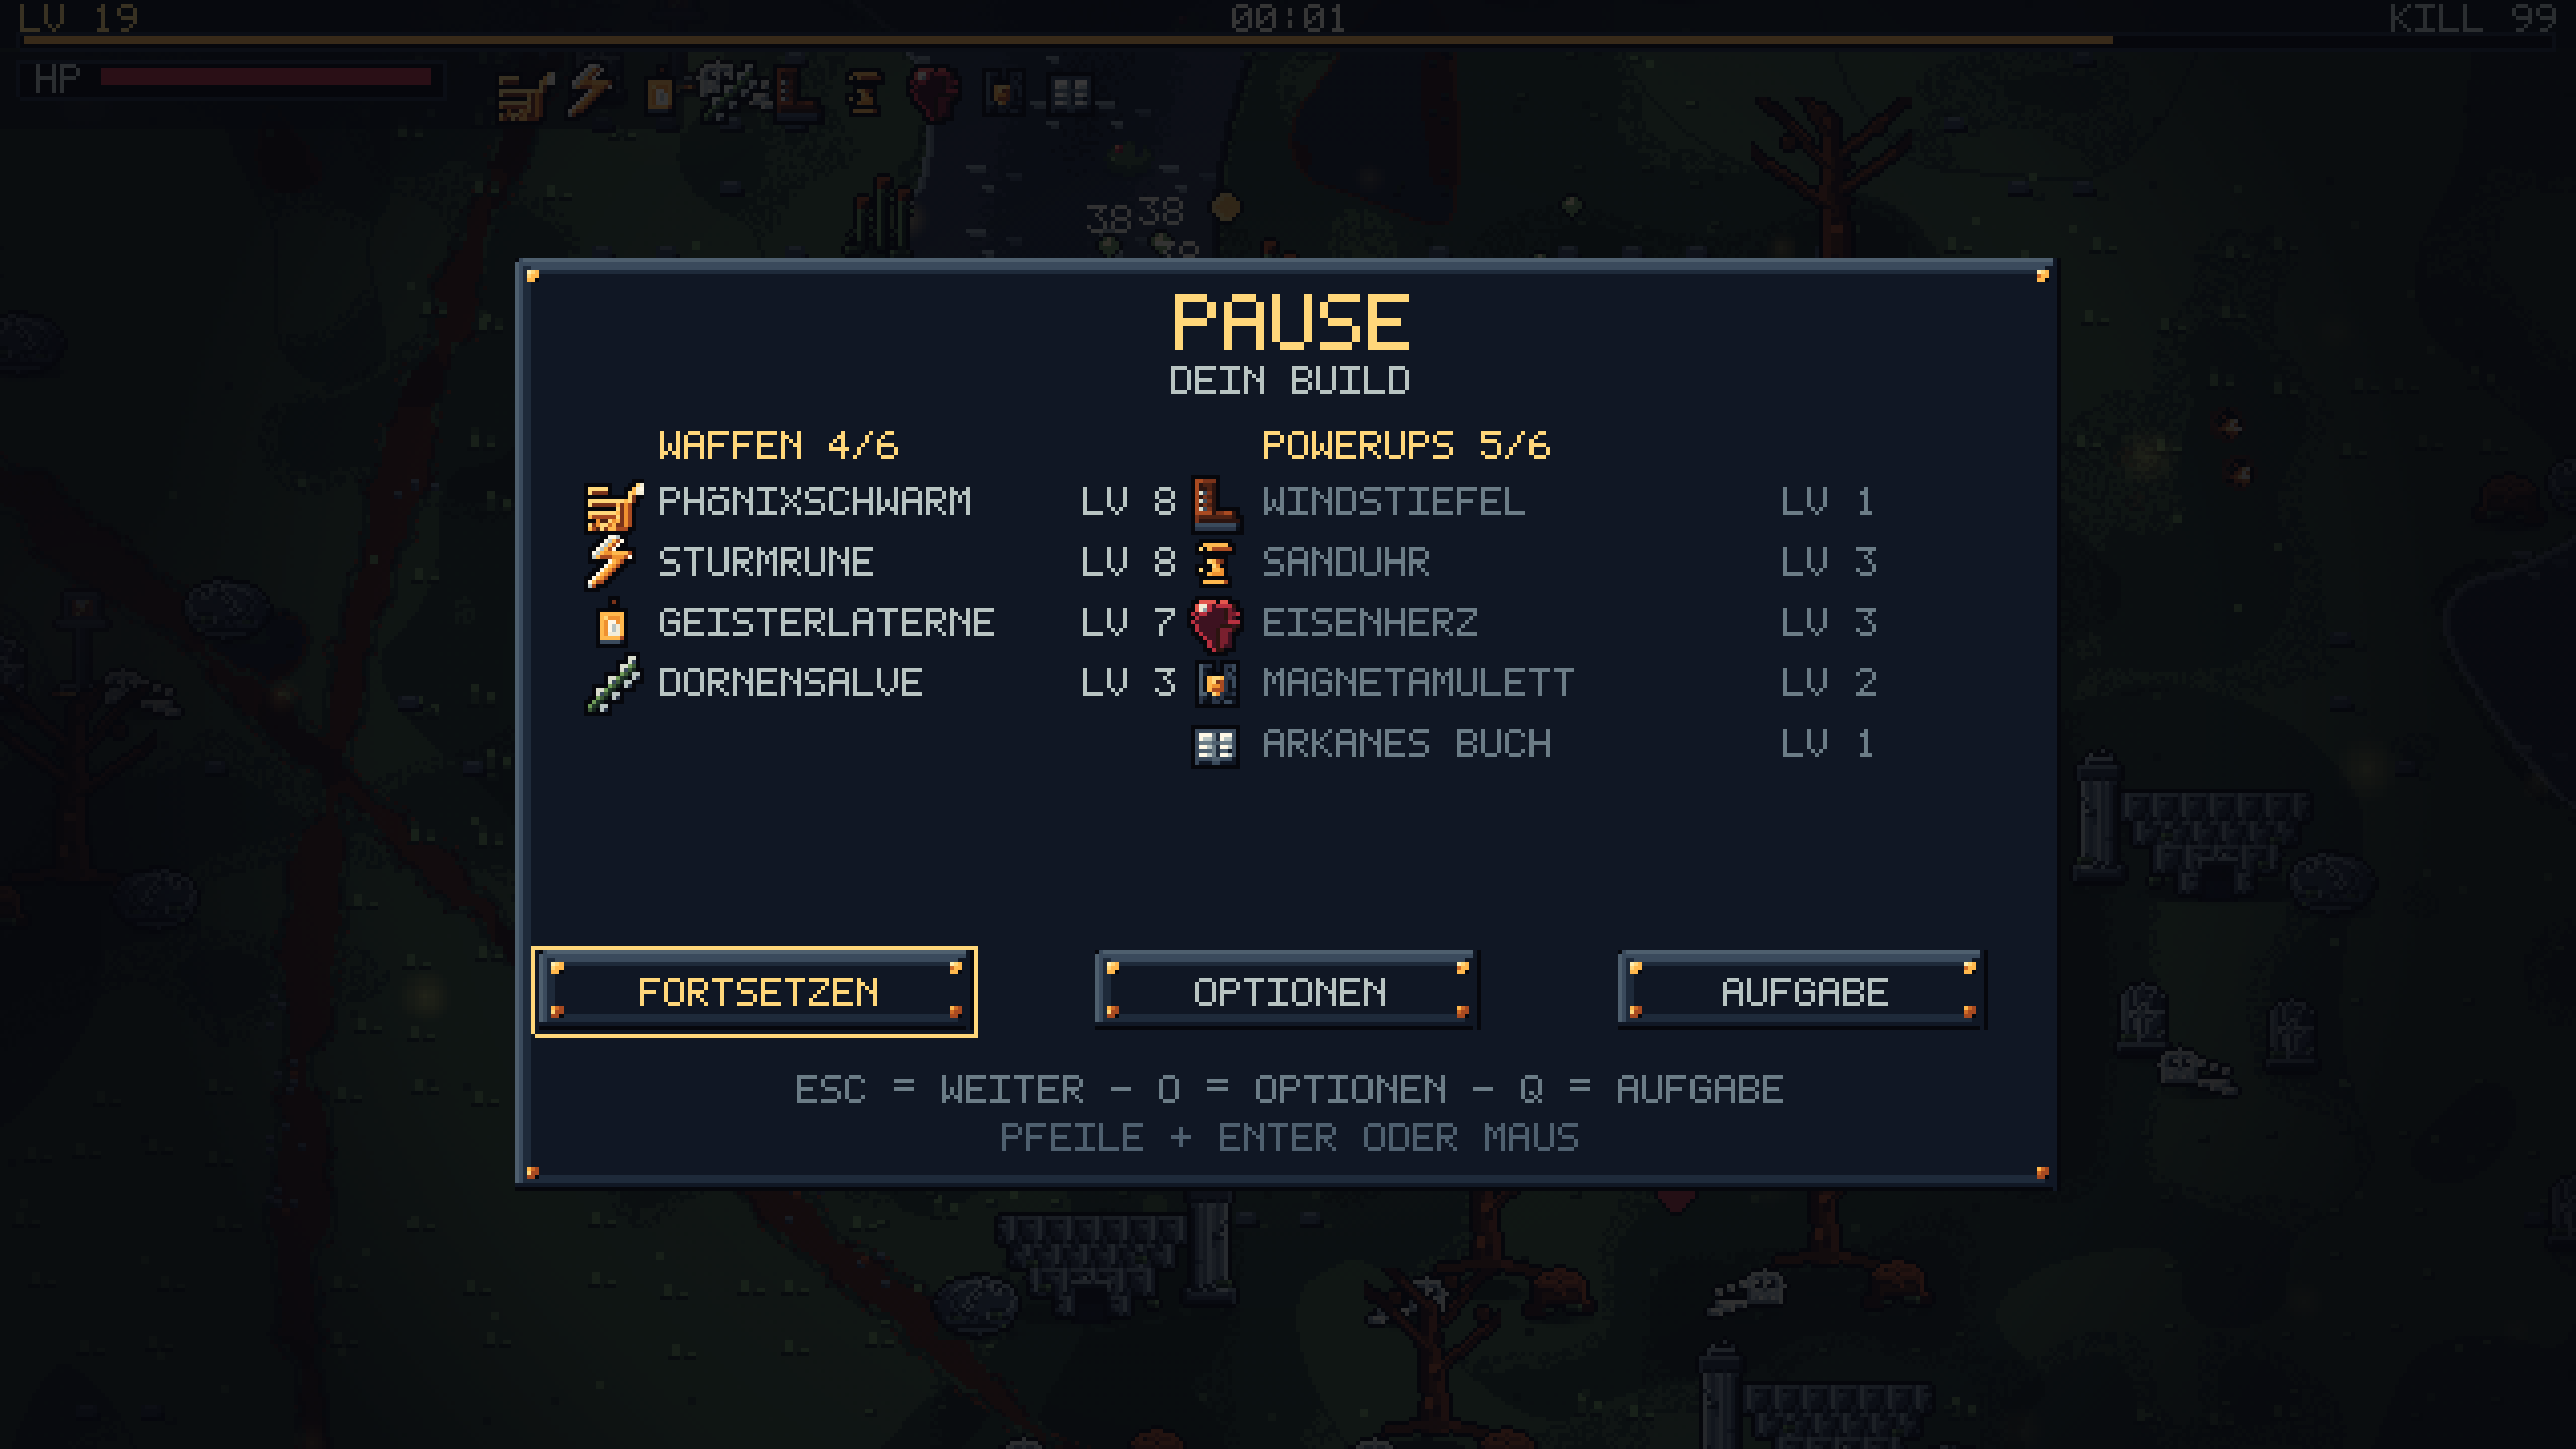 LV 19 00:01 KILL 99
HP
38 38
PAUSE
DEIN BUILD
WAFFEN 4/6 POWERUPS 5/6
PHöNIXSCHWARM LV 8 WINDSTIEFEL LV 1
STURMRUNE LV 8 SANDUHR LV 3
GEISTERLATERNE LV 7 EISENHERZ LV 3
DORNENSALVE LV 3 MAGNETAMULETT LV 2
ARKANES BUCH LV 1
FORTSETZEN OPTIONEN AUFGABE
ESC = WEITER - O = OPTIONEN - Q = AUFGABE
PFEILE + ENTER ODER MAUS